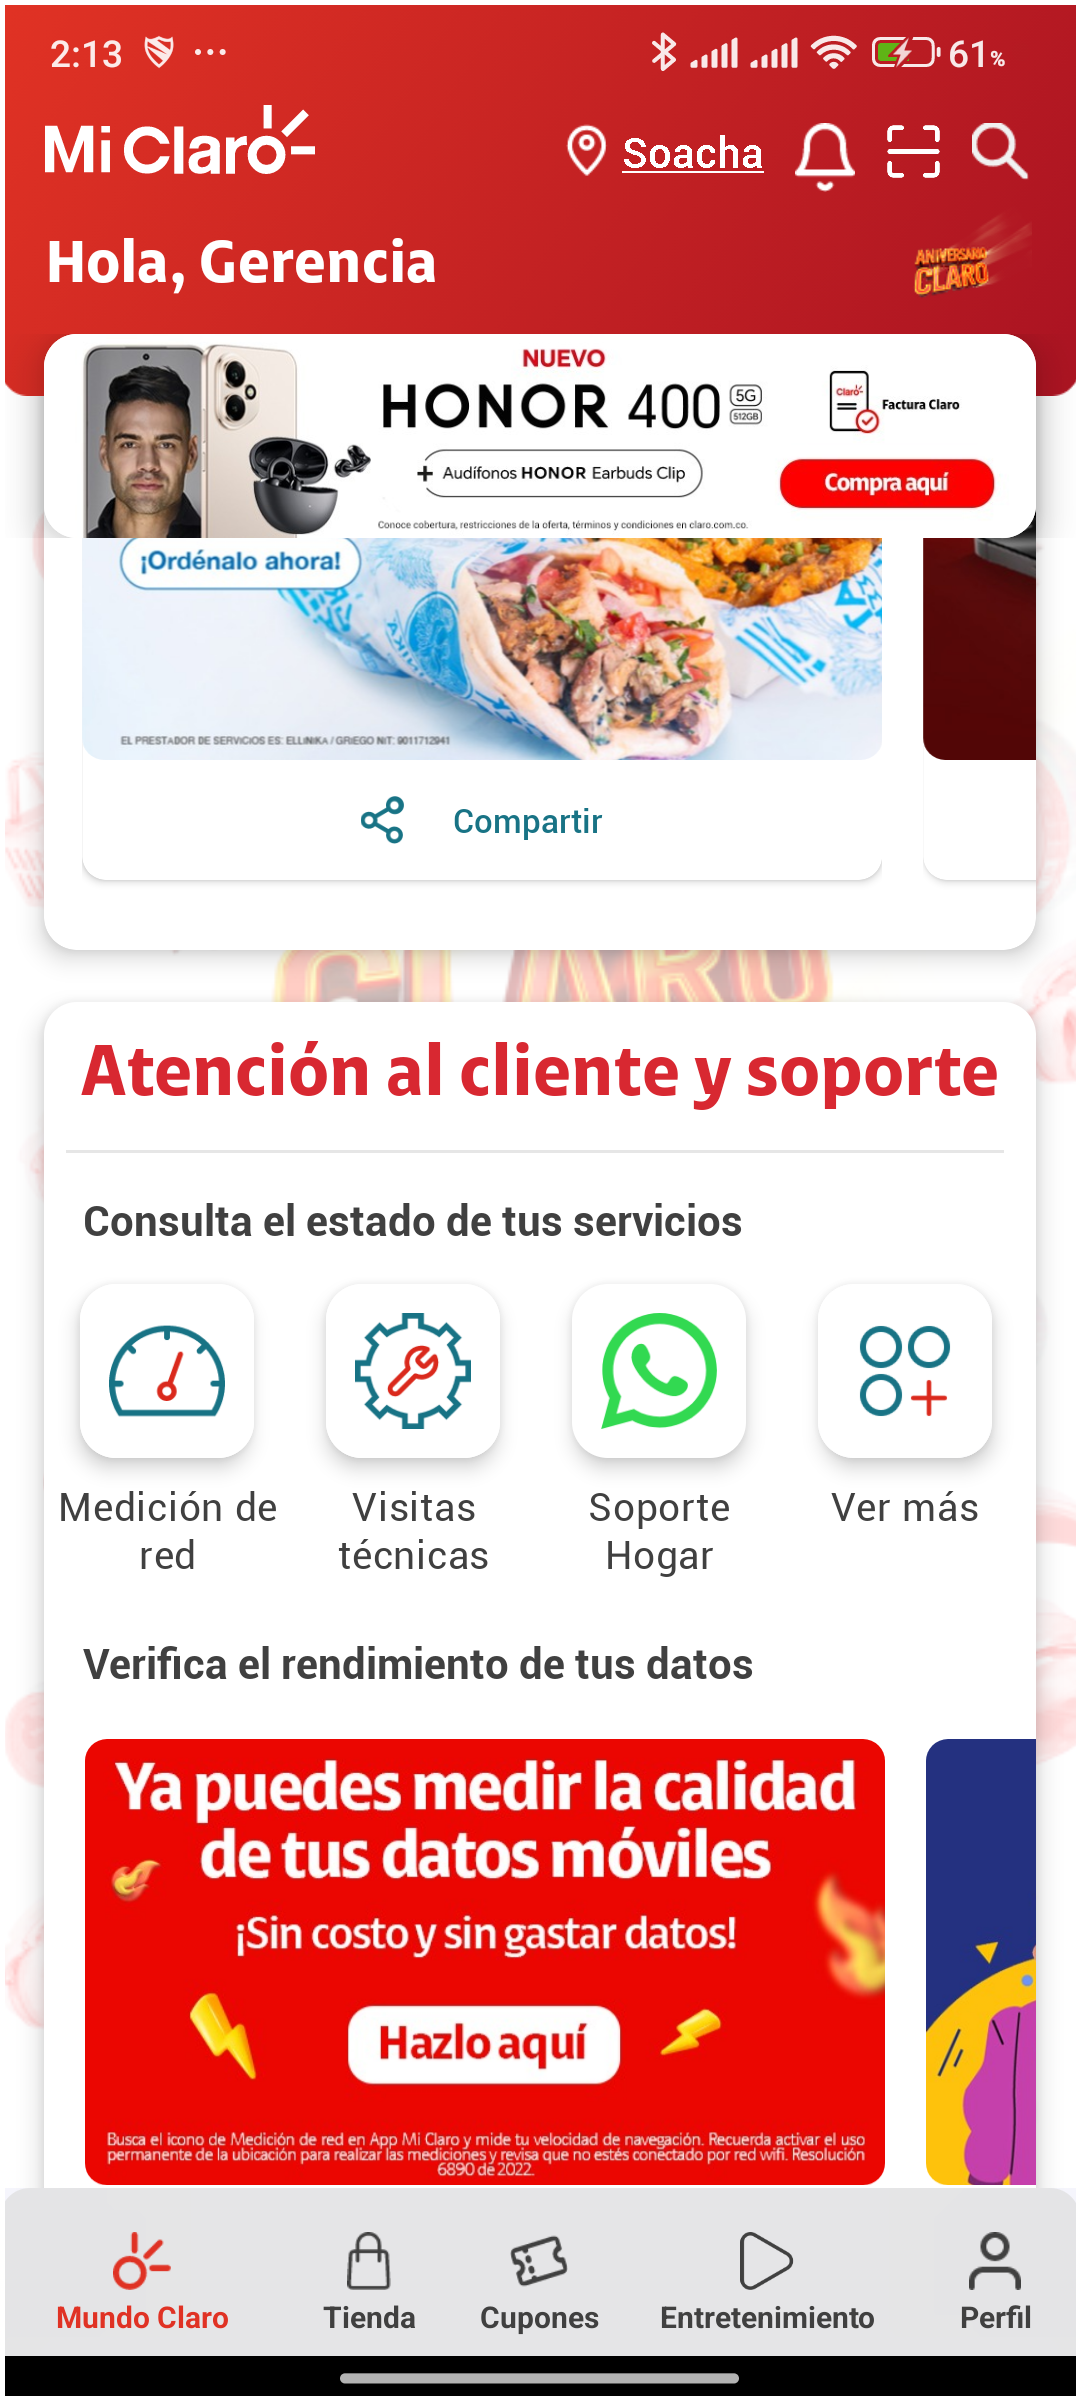 2:13
61%
Mi Claro
Soacha
Hola, Gerencia
ANIVERSARIO
CLARO
NUEVO
HONOR 400 5G
512GB
+ Audífonos HONOR Earbuds Clip
Conoce cobertura, restricciones de la oferta, términos y condiciones en claro.com.co.
Claro
Factura Claro
Compra aquí
¡Ordénalo ahora!
EL PRESTADOR DE SERVICIOS ES: ELLINIKA / GRIEGO NIT: 9011712941
Compartir
CLARO
Atención al cliente y soporte
Consulta el estado de tus servicios
Medición de
red
Visitas
técnicas
Soporte
Hogar
Ver más
Verifica el rendimiento de tus datos
Ya puedes medir la calidad
de tus datos móviles
¡Sin costo y sin gastar datos!
Hazlo aquí
Busca el icono de Medición de red en App Mi Claro y mide tu velocidad de navegación. Recuerda activar el uso
permanente de la ubicación para realizar las mediciones y revisa que no estés conectado por red wifi. Resolución
6890 de 2022.
Mundo Claro
Tienda
Cupones
Entretenimiento
Perfil